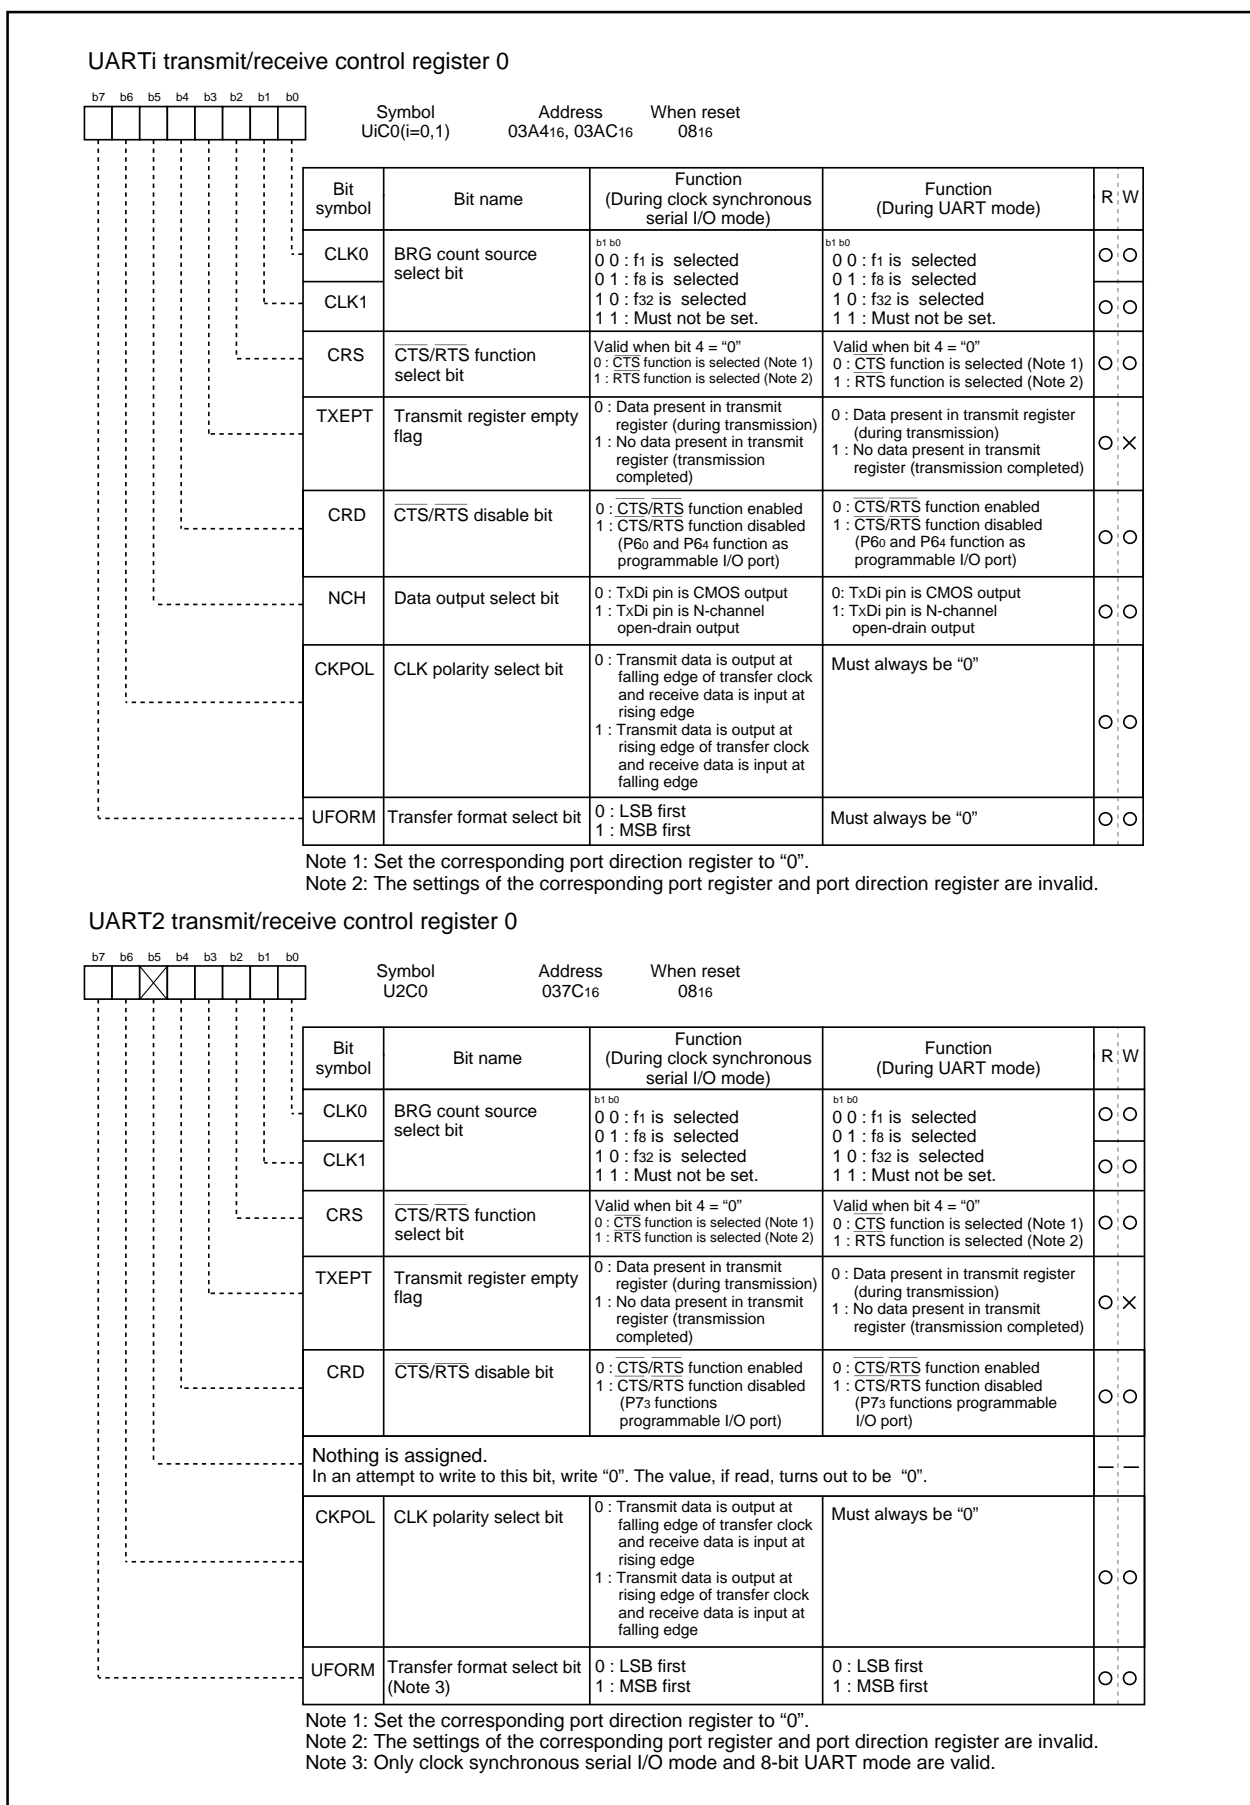 UARTi transmit/receive control register 0
b7 b6 b5 b4 b3 b2 b1 b0
Symbol Address When reset
UiC0(i=0,1) 03A416, 03AC16 0816
Bit symbol
Bit name
Function
(During clock synchronous
serial I/O mode)
Function
(During UART mode)
R W
CLK0
CLK1
BRG count source
select bit
b1 b0
0 0 : f1 is selected
0 1 : f8 is selected
1 0 : f32 is selected
1 1 : Must not be set.
b1 b0
0 0 : f1 is selected
0 1 : f8 is selected
1 0 : f32 is selected
1 1 : Must not be set.
CRS
CTS/RTS function
select bit
Valid when bit 4 = “0”
0 : CTS function is selected (Note 1)
1 : RTS function is selected (Note 2)
Valid when bit 4 = “0”
0 : CTS function is selected (Note 1)
1 : RTS function is selected (Note 2)
TXEPT
Transmit register empty
flag
0 : Data present in transmit
register (during transmission)
1 : No data present in transmit
register (transmission
completed)
0 : Data present in transmit register
(during transmission)
1 : No data present in transmit
register (transmission completed)
CRD
CTS/RTS disable bit
0 : CTS/RTS function enabled
1 : CTS/RTS function disabled
(P60 and P64 function as
programmable I/O port)
0 : CTS/RTS function enabled
1 : CTS/RTS function disabled
(P60 and P64 function as
programmable I/O port)
NCH
Data output select bit
0 : TXDi pin is CMOS output
1 : TXDi pin is N-channel
open-drain output
0: TXDi pin is CMOS output
1: TXDi pin is N-channel
open-drain output
CKPOL
CLK polarity select bit
0 : Transmit data is output at
falling edge of transfer clock
and receive data is input at
rising edge
1 : Transmit data is output at
rising edge of transfer clock
and receive data is input at
falling edge
Must always be “0”
UFORM
Transfer format select bit
0 : LSB first
1 : MSB first
Must always be “0”
Note 1: Set the corresponding port direction register to “0”.
Note 2: The settings of the corresponding port register and port direction register are invalid.
UART2 transmit/receive control register 0
b7 b6 b5 b4 b3 b2 b1 b0
Symbol Address When reset
U2C0 037C16 0816
Bit symbol
Bit name
Function
(During clock synchronous
serial I/O mode)
Function
(During UART mode)
R W
CLK0
CLK1
BRG count source
select bit
b1 b0
0 0 : f1 is selected
0 1 : f8 is selected
1 0 : f32 is selected
1 1 : Must not be set.
b1 b0
0 0 : f1 is selected
0 1 : f8 is selected
1 0 : f32 is selected
1 1 : Must not be set.
CRS
CTS/RTS function
select bit
Valid when bit 4 = “0”
0 : CTS function is selected (Note 1)
1 : RTS function is selected (Note 2)
Valid when bit 4 = “0”
0 : CTS function is selected (Note 1)
1 : RTS function is selected (Note 2)
TXEPT
Transmit register empty
flag
0 : Data present in transmit
register (during transmission)
1 : No data present in transmit
register (transmission
completed)
0 : Data present in transmit register
(during transmission)
1 : No data present in transmit
register (transmission completed)
CRD
CTS/RTS disable bit
0 : CTS/RTS function enabled
1 : CTS/RTS function disabled
(P73 functions
programmable I/O port)
0 : CTS/RTS function enabled
1 : CTS/RTS function disabled
(P73 functions programmable
I/O port)
Nothing is assigned.
In an attempt to write to this bit, write “0”. The value, if read, turns out to be “0”.
CKPOL
CLK polarity select bit
0 : Transmit data is output at
falling edge of transfer clock
and receive data is input at
rising edge
1 : Transmit data is output at
rising edge of transfer clock
and receive data is input at
falling edge
Must always be “0”
UFORM
Transfer format select bit
(Note 3)
0 : LSB first
1 : MSB first
0 : LSB first
1 : MSB first
Note 1: Set the corresponding port direction register to “0”.
Note 2: The settings of the corresponding port register and port direction register are invalid.
Note 3: Only clock synchronous serial I/O mode and 8-bit UART mode are valid.